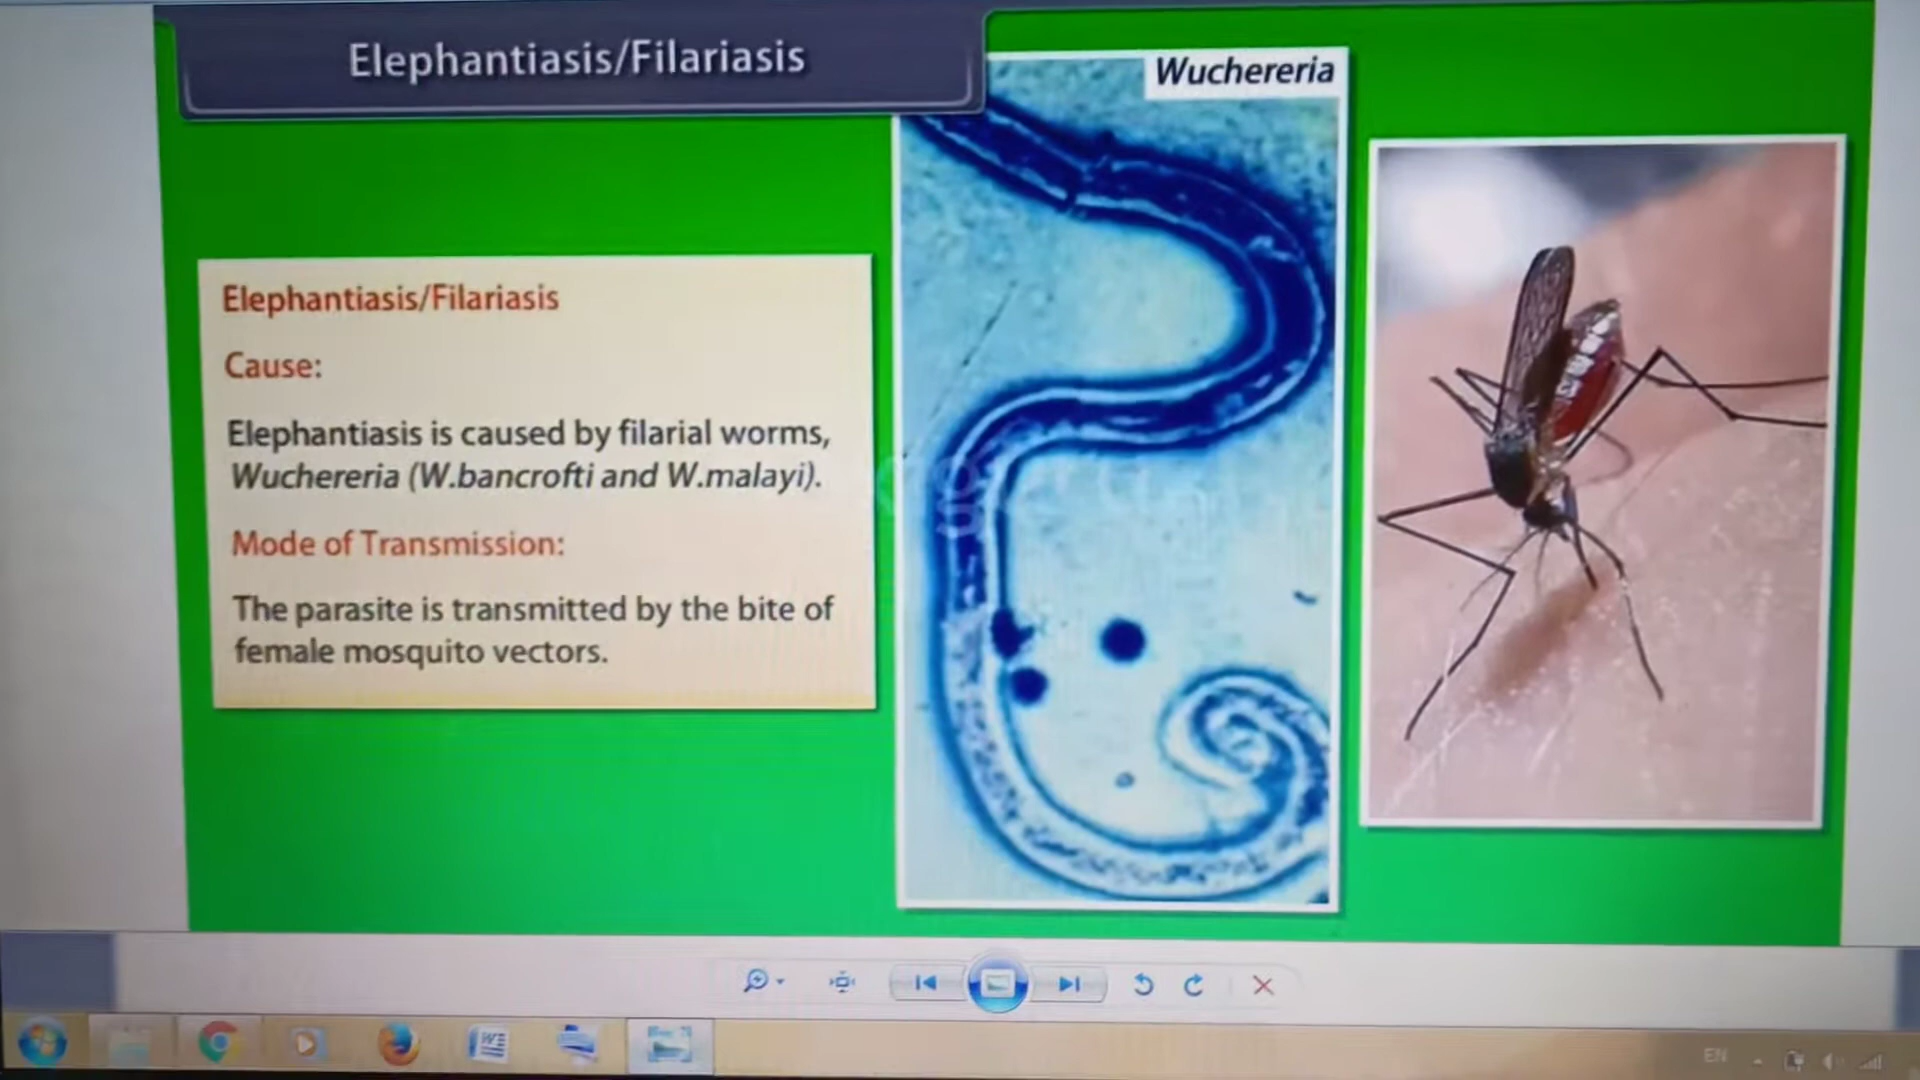 Elephantiasis/Filariasis
Wuchereria
Elephantiasis/Filariasis
Cause:
Elephantiasis is caused by filarial worms,
Wuchereria (W.bancrofti and W.malayi).
Mode of Transmission:
The parasite is transmitted by the bite of
female mosquito vectors.
EN